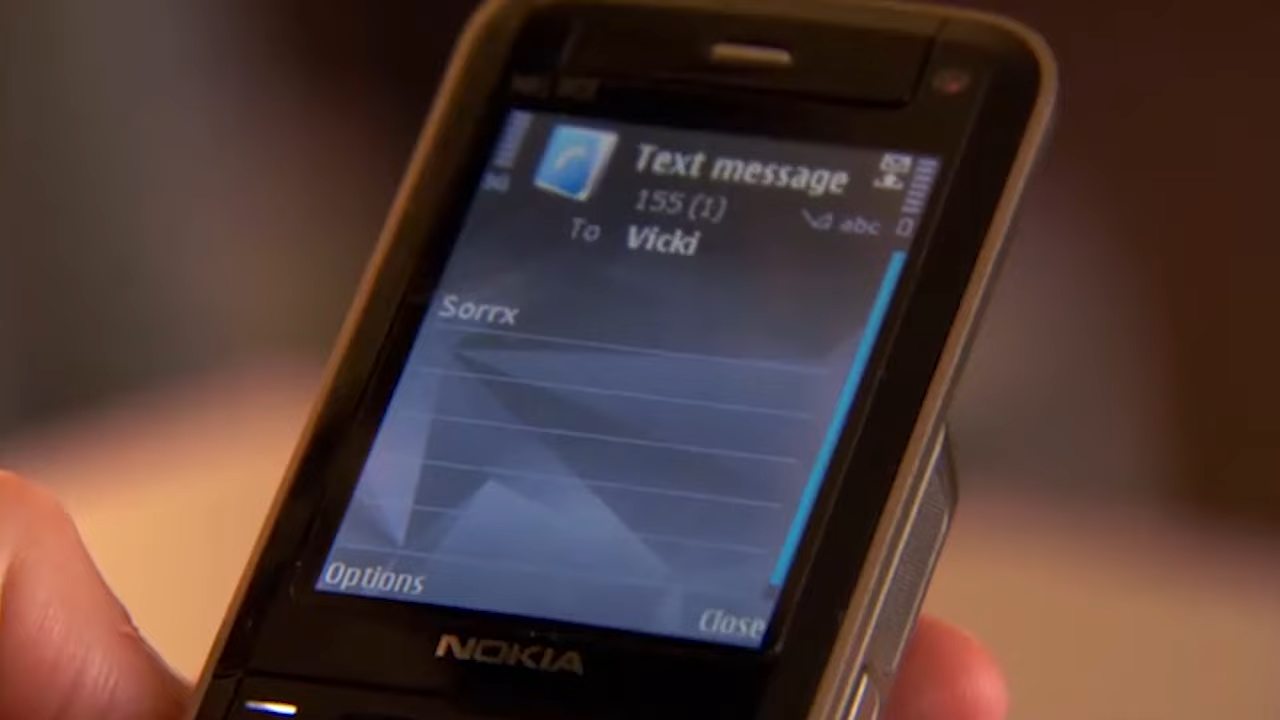 Text message
155 (1)
abc
To Vicki
Sorrx
Options
Close
NOKIA